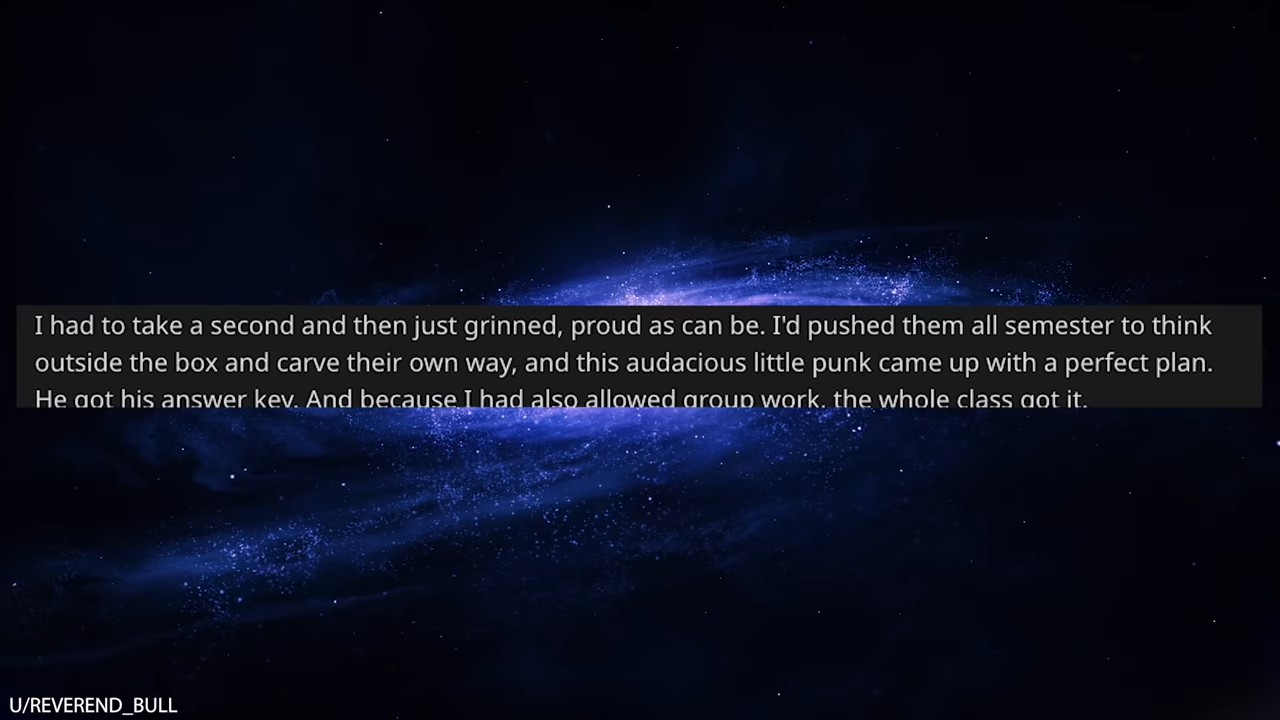 I had to take a second and then just grinned, proud as can be. I'd pushed them all semester to think
outside the box and carve their own way, and this audacious little punk came up with a perfect plan.
He got his answer key. And because I had also allowed group work, the whole class got it.
U/REVEREND_BULL